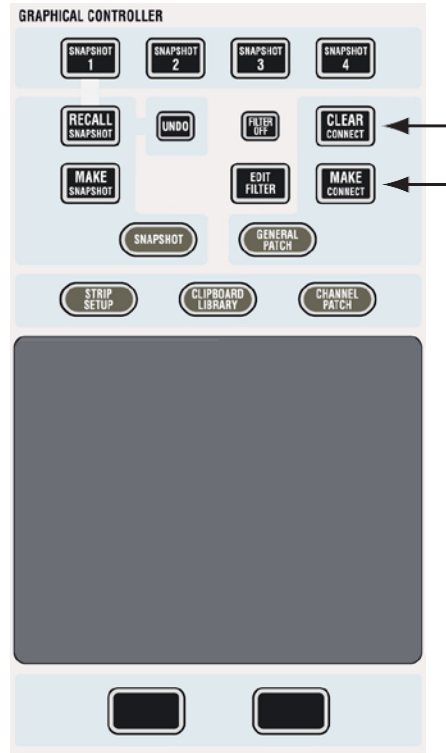 GRAPHICAL CONTROLLER
SNAPSHOT
1
SNAPSHOT
2
SNAPSHOT
3
SNAPSHOT
4
RECALL
SNAPSHOT
UNDO
FILTER
OFF
CLEAR
CONNECT
MAKE
SNAPSHOT
EDIT
FILTER
MAKE
CONNECT
SNAPSHOT
GENERAL
PATCH
STRIP
SETUP
CLIPBOARD
LIBRARY
CHANNEL
PATCH